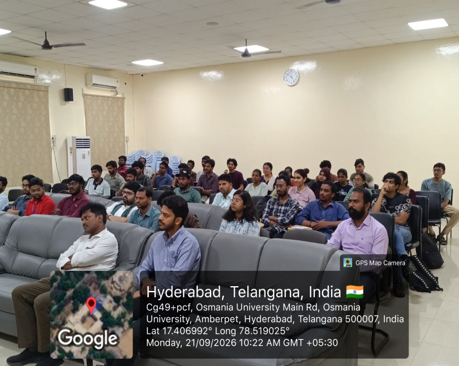 GPS Map Camera
Hyderabad, Telangana, India 🇮🇳
Cg49+pcf, Osmania University Main Rd, Osmania
University, Amberpet, Hyderabad, Telangana 500007, India
Lat 17.406992° Long 78.519025°
Monday, 21/09/2026 10:22 AM GMT +05:30
Google